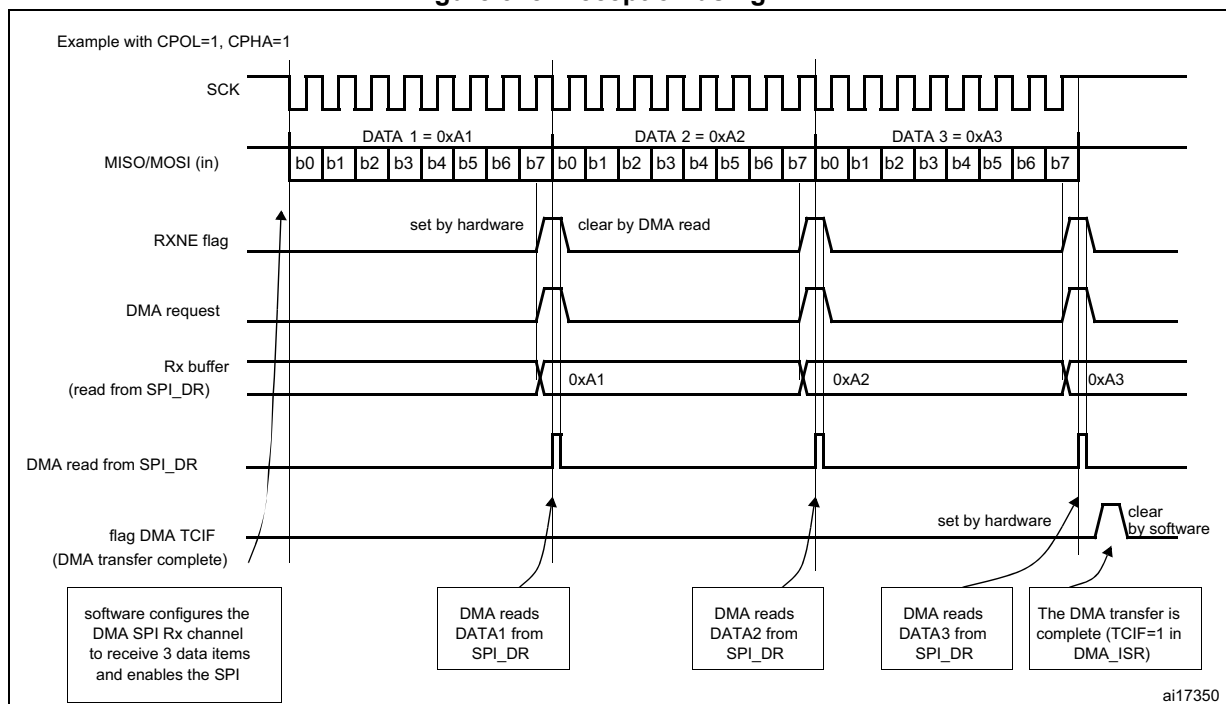 Example with CPOL=1, CPHA=1
SCK
DATA 1 = 0xA1
DATA 2 = 0xA2
DATA 3 = 0xA3
MISO/MOSI (in)
b0 b1 b2 b3 b4 b5 b6 b7 b0 b1 b2 b3 b4 b5 b6 b7 b0 b1 b2 b3 b4 b5 b6 b7
set by hardware
clear by DMA read
RXNE flag
DMA request
Rx buffer
(read from SPI_DR)
0xA1
0xA2
0xA3
DMA read from SPI_DR
flag DMA TCIF
(DMA transfer complete)
set by hardware
clear
by software
software configures the
DMA SPI Rx channel
to receive 3 data items
and enables the SPI
DMA reads
DATA1 from
SPI_DR
DMA reads
DATA2 from
SPI_DR
DMA reads
DATA3 from
SPI_DR
The DMA transfer is
complete (TCIF=1 in
DMA_ISR)
ai17350